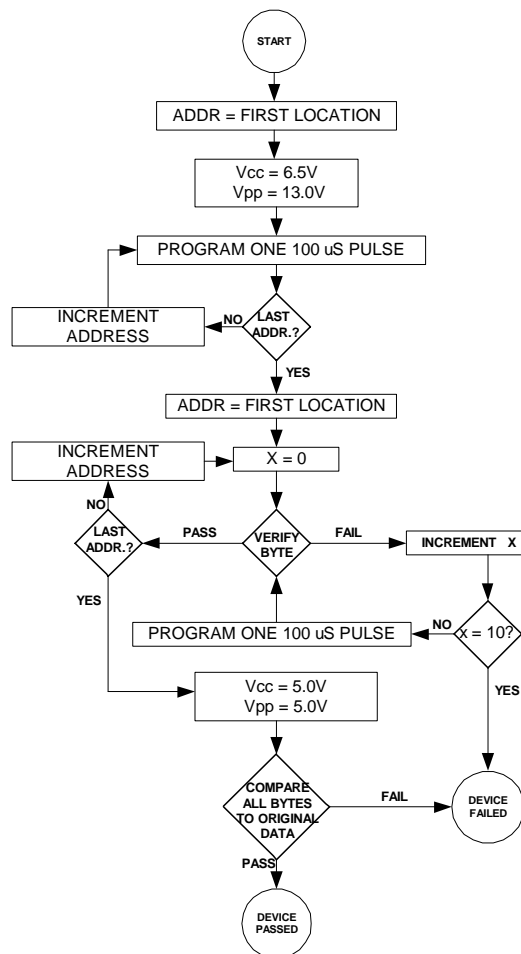 START
ADDR = FIRST LOCATION
Vcc = 6.5V
Vpp = 13.0V
PROGRAM ONE 100 uS PULSE
INCREMENT
ADDRESS
NO
LAST
ADDR.?
YES
ADDR = FIRST LOCATION
INCREMENT
ADDRESS
X = 0
NO
LAST
ADDR.?
PASS
VERIFY
BYTE
FAIL
INCREMENT X
YES
PROGRAM ONE 100 uS PULSE
NO
x = 10?
YES
Vcc = 5.0V
Vpp = 5.0V
COMPARE
ALL BYTES
TO ORIGINAL
DATA
FAIL
DEVICE
FAILED
PASS
DEVICE
PASSED